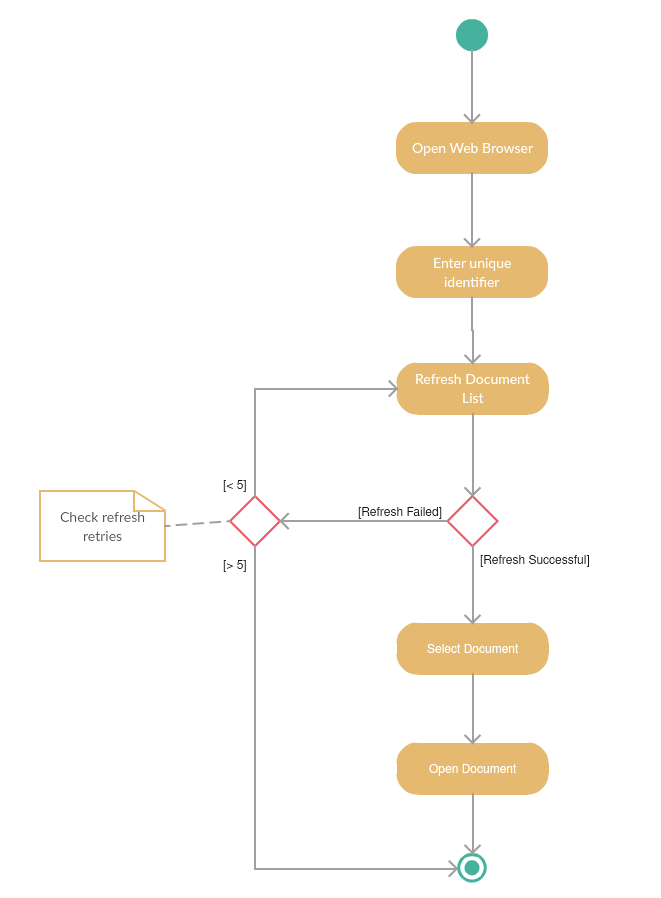 Open Web Browser
Enter unique
identifier
Refresh Document
List
[< 5]
[Refresh Failed]
Check refresh
retries
[Refresh Successful]
[> 5]
Select Document
Open Document